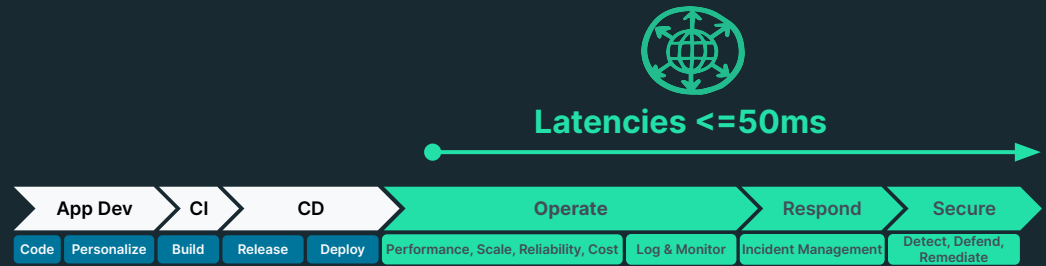 Latencies <=50ms
App Dev
CI
CD
Operate
Respond
Secure
Code
Personalize
Build
Release
Deploy
Performance, Scale, Reliability, Cost
Log & Monitor
Incident Management
Detect, Defend,
Remediate